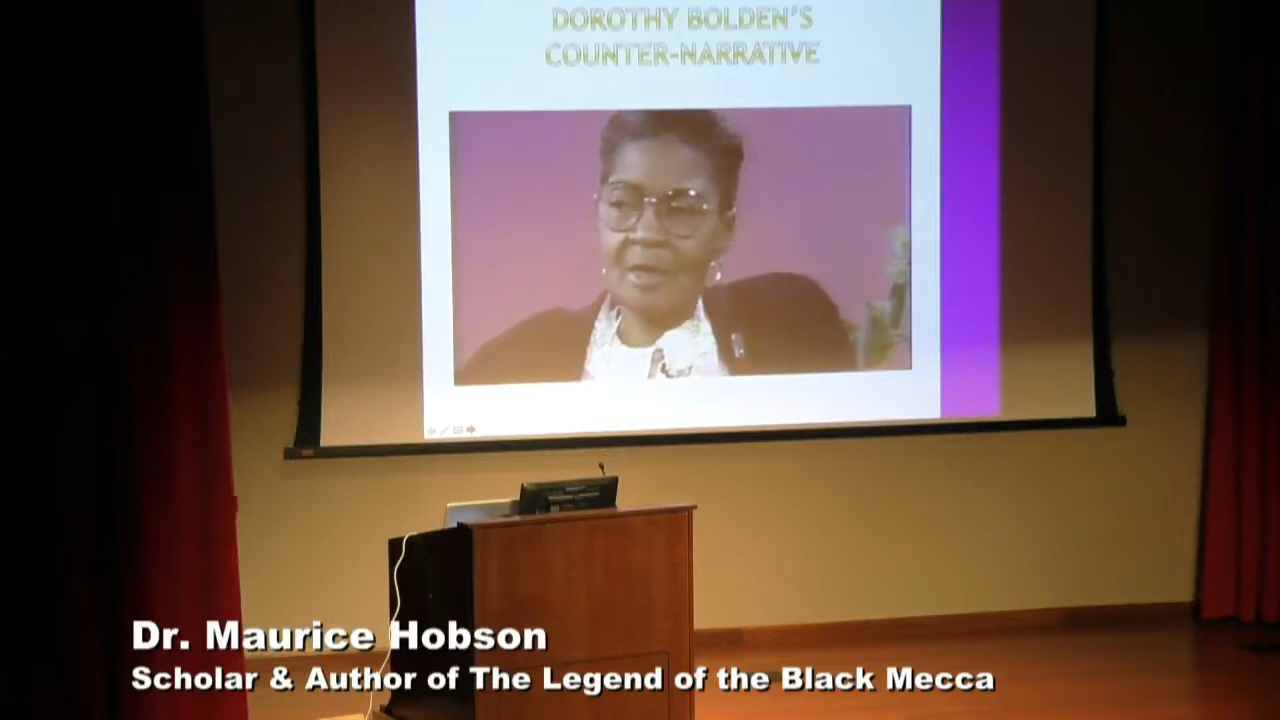 DOROTHY BOLDEN'S
COUNTER-NARRATIVE
Dr. Maurice Hobson
Scholar & Author of The Legend of the Black Mecca